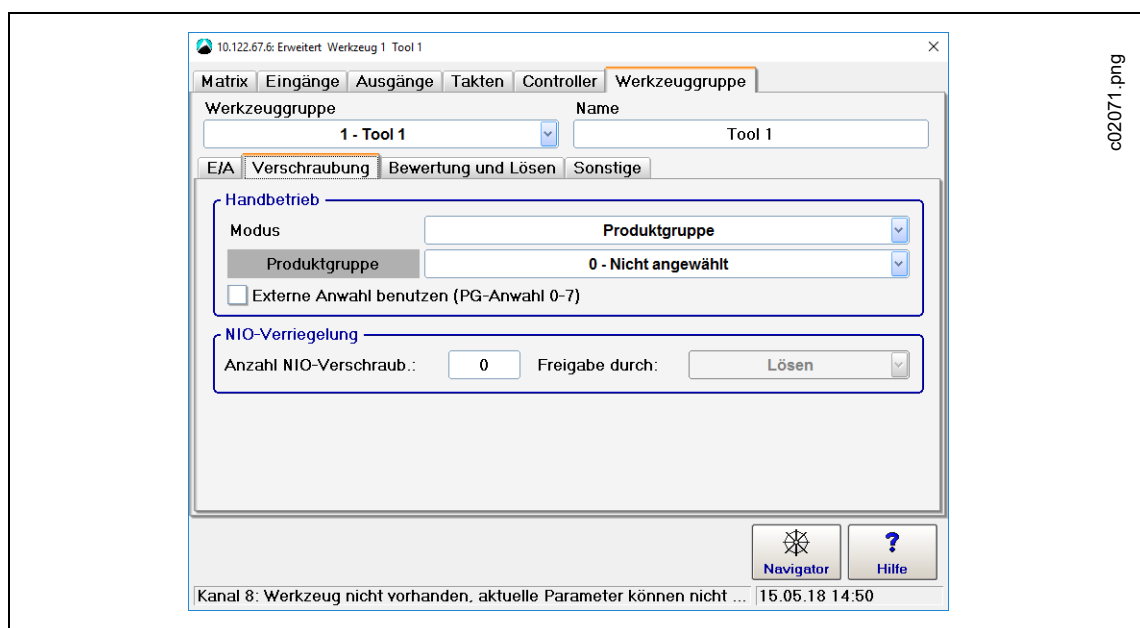 10.122.67.6: Erweitert Werkzeug 1 Tool 1
Matrix Eingänge Ausgänge Takten Controller Werkzeuggruppe
Werkzeuggruppe Name
1 - Tool 1 Tool 1
E/A Verschraubung Bewertung und Lösen Sonstige
Handbetrieb
Modus Produktgruppe
Produktgruppe 0 - Nicht angewählt
Externe Anwahl benutzen (PG-Anwahl 0-7)
NIO-Verriegelung
Anzahl NIO-Verschraub.: 0 Freigabe durch: Lösen
Navigator ? Hilfe
Kanal 8: Werkzeug nicht vorhanden, aktuelle Parameter können nicht ... 15.05.18 14:50
c02071.png